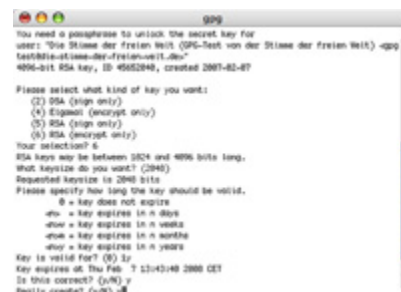 gpg
You need a passphrase to unlock the secret key for
user: "Die Stimme der freien Welt (GPG-Test von der Stimme der freien Welt) <gpg
test@die-stimme-der-freien-welt.de>"
4096-bit RSA key, ID, created 2007-02-07
Please select what kind of key you want:
(2) DSA (sign only)
(4) Elgamal (encrypt only)
(5) RSA (sign only)
(6) RSA (encrypt only)
Your selection? 6
RSA keys may be between 1024 and 4096 bits long.
What keysize do you want? (2048)
Requested keysize is 2048 bits
Please specify how long the key should be valid.
0 = key does not expire
<n> = key expires in n days
<n>w = key expires in n weeks
<n>m = key expires in n months
<n>y = key expires in n years
Key is valid for? (0) 1y
Key expires at Thu Feb 7 13:43:40 2008 CET
Is this correct? (y/N) y
Really create? (y/N) y